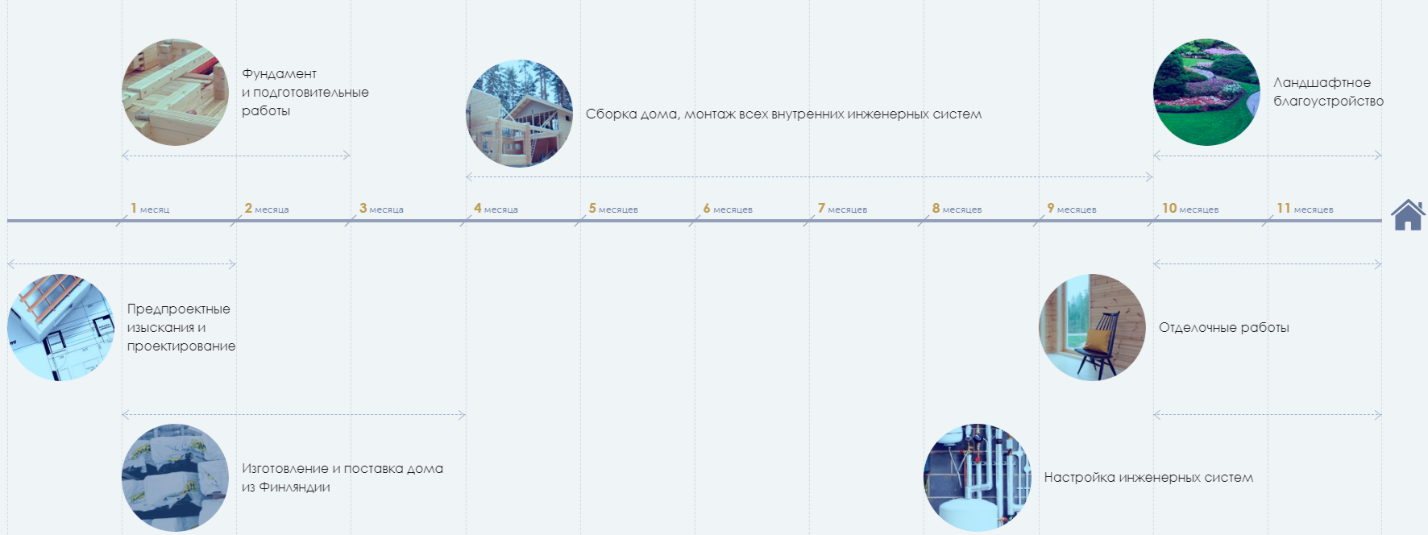 Фундамент
и подготовительные
работы
Сборка дома, монтаж всех внутренних инженерных систем
Ландшафтное
благоустройство
1 месяц
2 месяца
3 месяца
4 месяца
5 месяцев
6 месяцев
7 месяцев
8 месяцев
9 месяцев
10 месяцев
11 месяцев
Предпроектные
изыскания и
проектирование
Отделочные работы
Изготовление и поставка дома
из Финляндии
Настройка инженерных систем